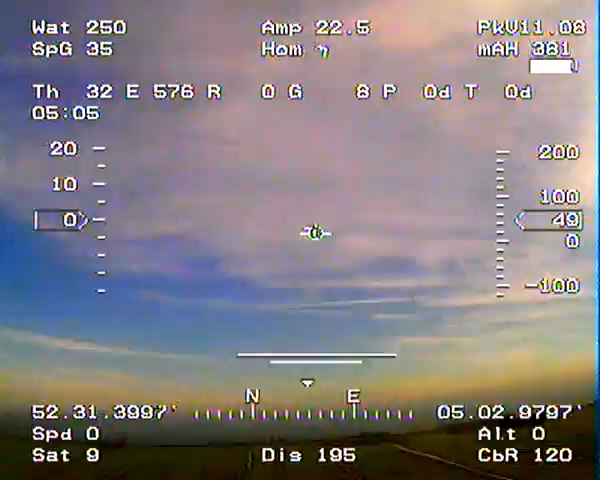 Wat 250 Amp 22.5 PkV11.08
SpG 35 Hom mAH 381
Th 32 E 576 R 0 G 8 P 0d T 0d
05:05
20 200
10 100
0 49
0
-100
N E
52.31.3997' 05.02.9797'
Spd 0 Alt 0
Sat 9 Dis 195 CbR 120